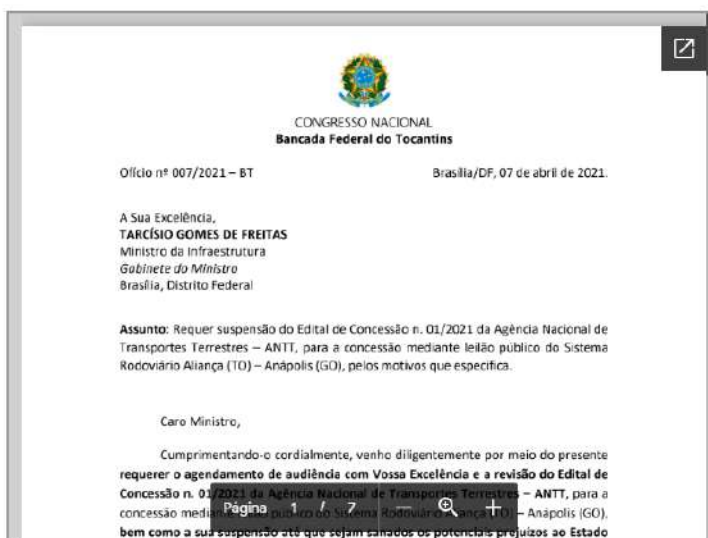 CONGRESSO NACIONAL
Bancada Federal do Tocantins
Ofício nº 007/2021 – BT
Brasília/DF, 07 de abril de 2021.
A Sua Excelência,
TARCÍSIO GOMES DE FREITAS
Ministro da Infraestrutura
Gabinete do Ministro
Brasília, Distrito Federal
Assunto: Requer suspensão do Edital de Concessão n. 01/2021 da Agência Nacional de
Transportes Terrestres – ANTT, para a concessão mediante leilão público do Sistema
Rodoviário Aliança (TO) – Anápolis (GO), pelos motivos que especifica.
Caro Ministro,
Cumprimentando-o cordialmente, venho diligentemente por meio do presente
requerer o agendamento de audiência com Vossa Excelência e a revisão do Edital de
Concessão n. 01/2021 da Agência Nacional de Transportes Terrestres – ANTT, para a
concessão mediante leilão público do Sistema Rodoviário Aliança (TO) – Anápolis (GO),
bem como a sua suspensão até que sejam sanados os potenciais prejuízos ao Estado
Página 1 / 7